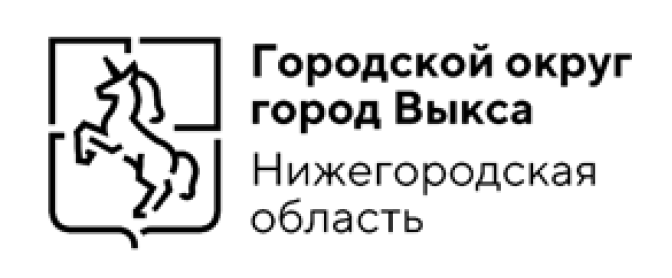 Городской округ
город Выкса
Нижегородская
область